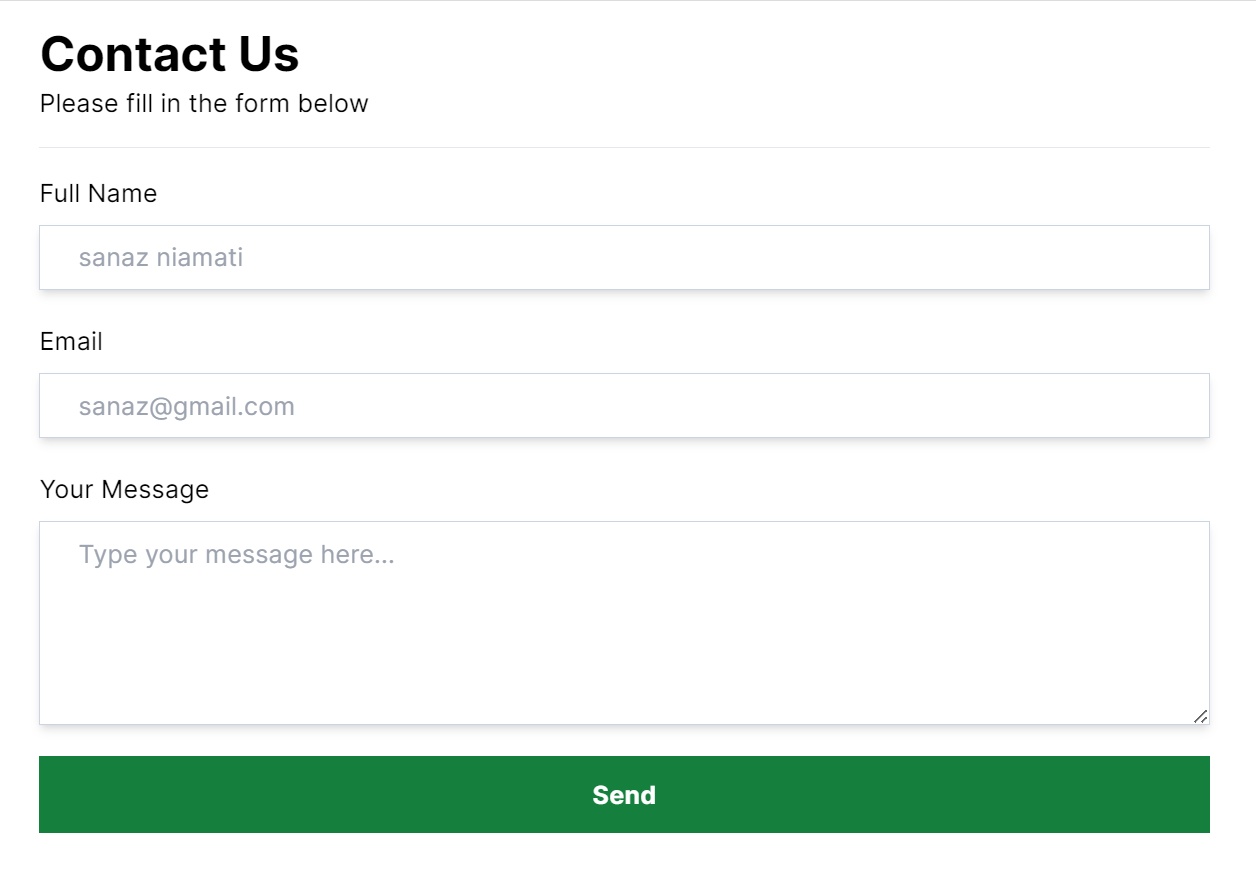 Contact Us
Please fill in the form below
Full Name
sanaz niamati
Email
sanaz@gmail.com
Your Message
Type your message here...
Send